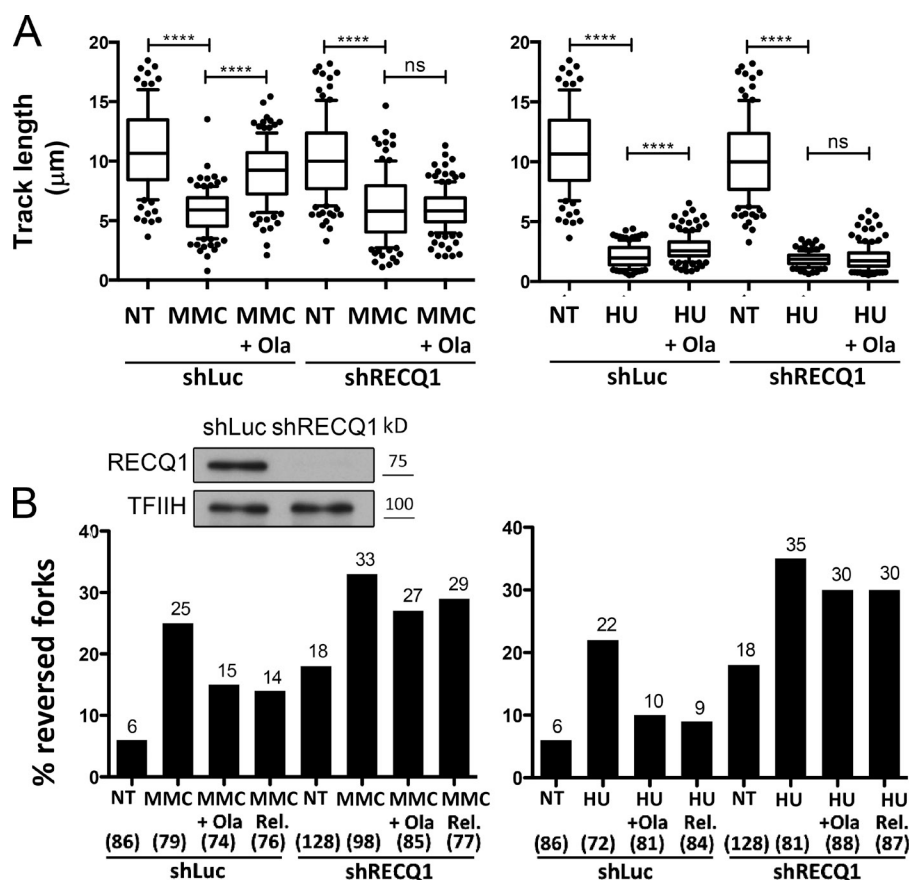 A
Track length
(μm)
20
15
10
5
0
****
****
****
ns
NT MMC MMC NT MMC MMC
+ Ola + Ola
shLuc shRECQ1
20
15
10
5
0
****
****
****
ns
NT HU HU NT HU HU
+ Ola + Ola
shLuc shRECQ1
shLuc shRECQ1 kD
RECQ1 75
TFIIH 100
B
% reversed forks
40
30
20
10
0
6 25 15 14 18 33 27 29
NT MMC MMC MMC NT MMC MMC MMC
+ Ola Rel. + Ola Rel.
(86) (79) (74) (76) (128) (98) (85) (77)
shLuc shRECQ1
40
30
20
10
0
6 22 10 9 18 35 30 30
NT HU HU HU NT HU HU HU
+Ola Rel. +Ola Rel.
(86) (72) (81) (84) (128) (81) (88) (87)
shLuc shRECQ1